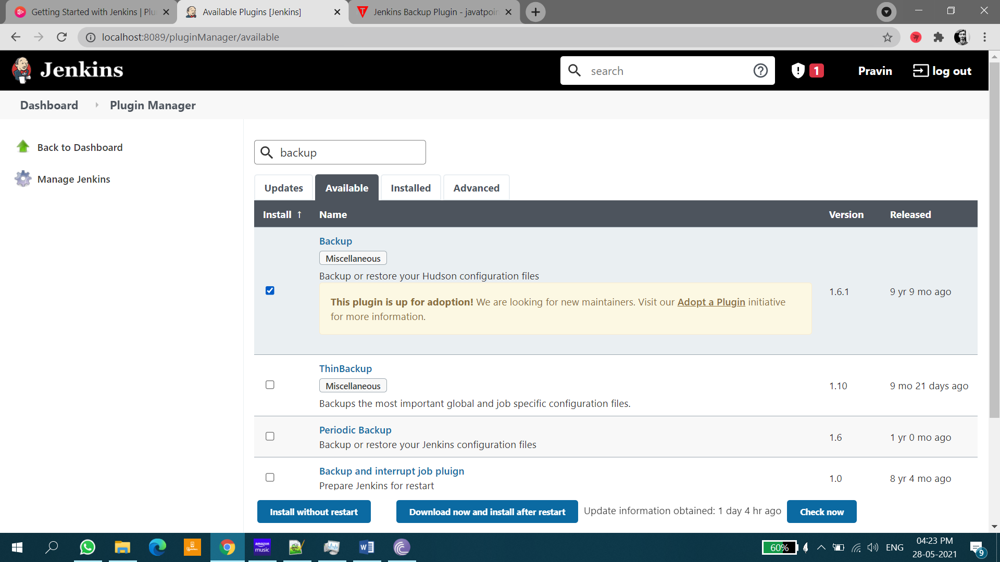 Getting Started with Jenkins | Plu
Available Plugins [Jenkins]
Jenkins Backup Plugin - javatpoin
localhost:8089/pluginManager/available
Jenkins
search
1
Pravin
log out
Dashboard
Plugin Manager
Back to Dashboard
Manage Jenkins
backup
Updates
Available
Installed
Advanced
Install ↑ Name Version Released
Backup
Miscellaneous
Backup or restore your Hudson configuration files
This plugin is up for adoption! We are looking for new maintainers. Visit our Adopt a Plugin initiative
for more information.
1.6.1
9 yr 9 mo ago
ThinBackup
Miscellaneous
Backups the most important global and job specific configuration files.
1.10
9 mo 21 days ago
Periodic Backup
Backup or restore your Jenkins configuration files
1.6
1 yr 0 mo ago
Backup and interrupt job pluign
Prepare Jenkins for restart
1.0
8 yr 4 mo ago
Install without restart
Download now and install after restart
Update information obtained: 1 day 4 hr ago
Check now
amazon
music
60%
ENG
04:23 PM
28-05-2021
9